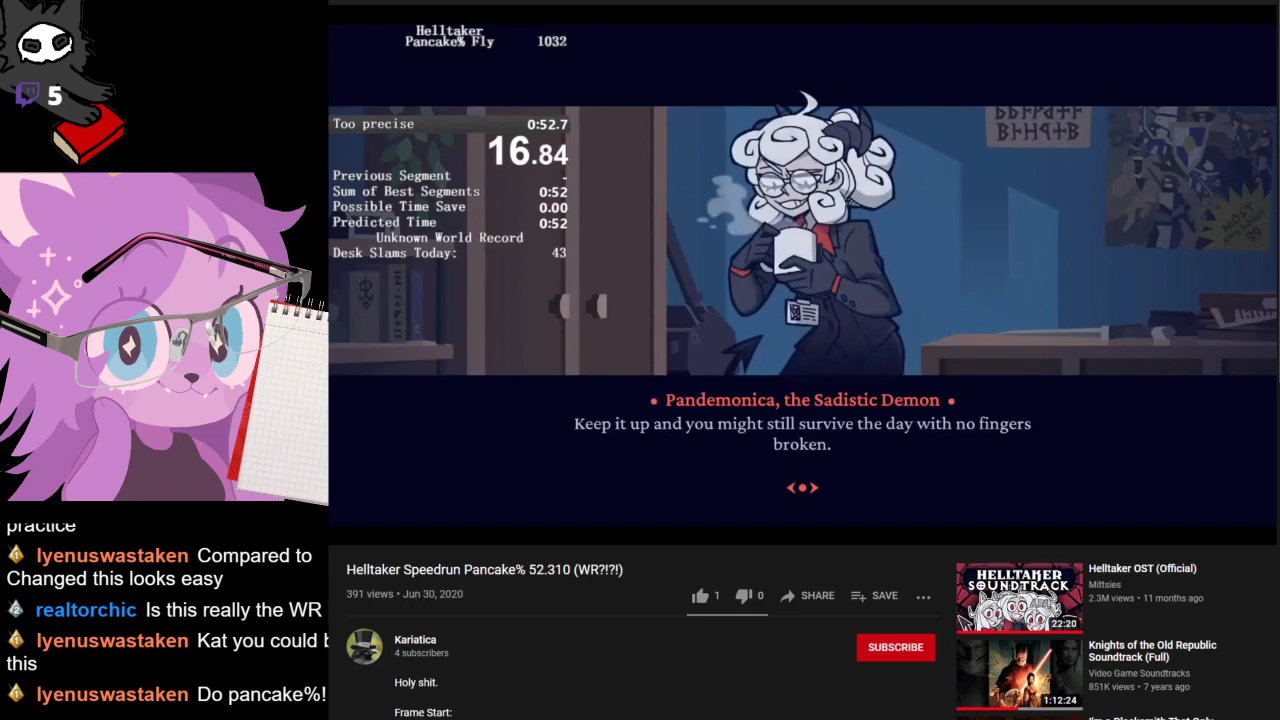 5
practice
lyenuswastaken Compared to
Changed this looks easy
realtorchic Is this really the WR
lyenuswastaken Kat you could b
this
lyenuswastaken Do pancake%!
Helltaker
Pancake% Fly 1032
Too precise 0:52.7
16.84
Previous Segment -
Sum of Best Segments 0:52
Possible Time Save 0.00
Predicted Time 0:52
Unknown World Record
Desk Slams Today: 43
MOST
99
• Pandemonica, the Sadistic Demon •
Keep it up and you might still survive the day with no fingers
broken.
Helltaker Speedrun Pancake% 52.310 (WR?!?!)
391 views • Jun 30, 2020
1 0 SHARE SAVE ...
Kariatica
4 subscribers
SUBSCRIBE
Holy shit.
Frame Start:
HELLTAKER
SOUNDTRACK
22:20
Helltaker OST (Official)
Mittsies
2.3M views • 11 months ago
1:12:24
Knights of the Old Republic
Soundtrack (Full)
Video Game Soundtracks
851K views • 7 years ago